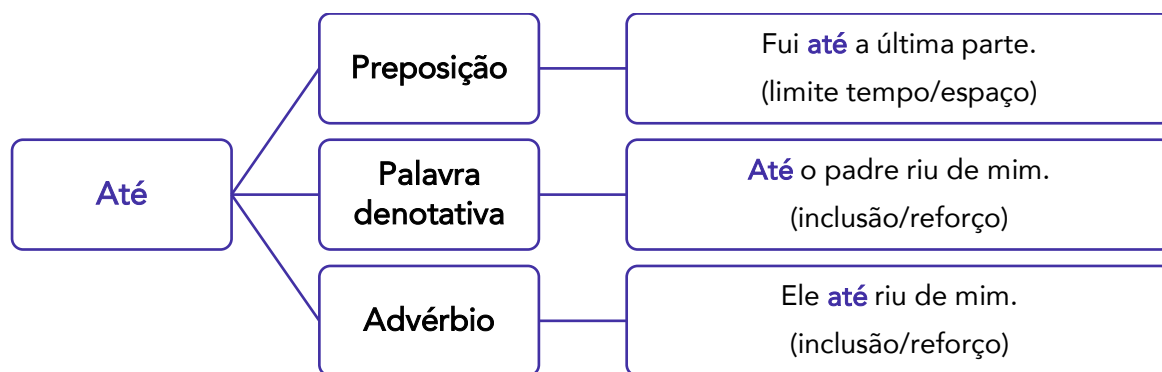 Até
Preposição
Fui até a última parte.
(limite tempo/espaço)
Palavra
denotativa
Até o padre riu de mim.
(inclusão/reforço)
Advérbio
Ele até riu de mim.
(inclusão/reforço)